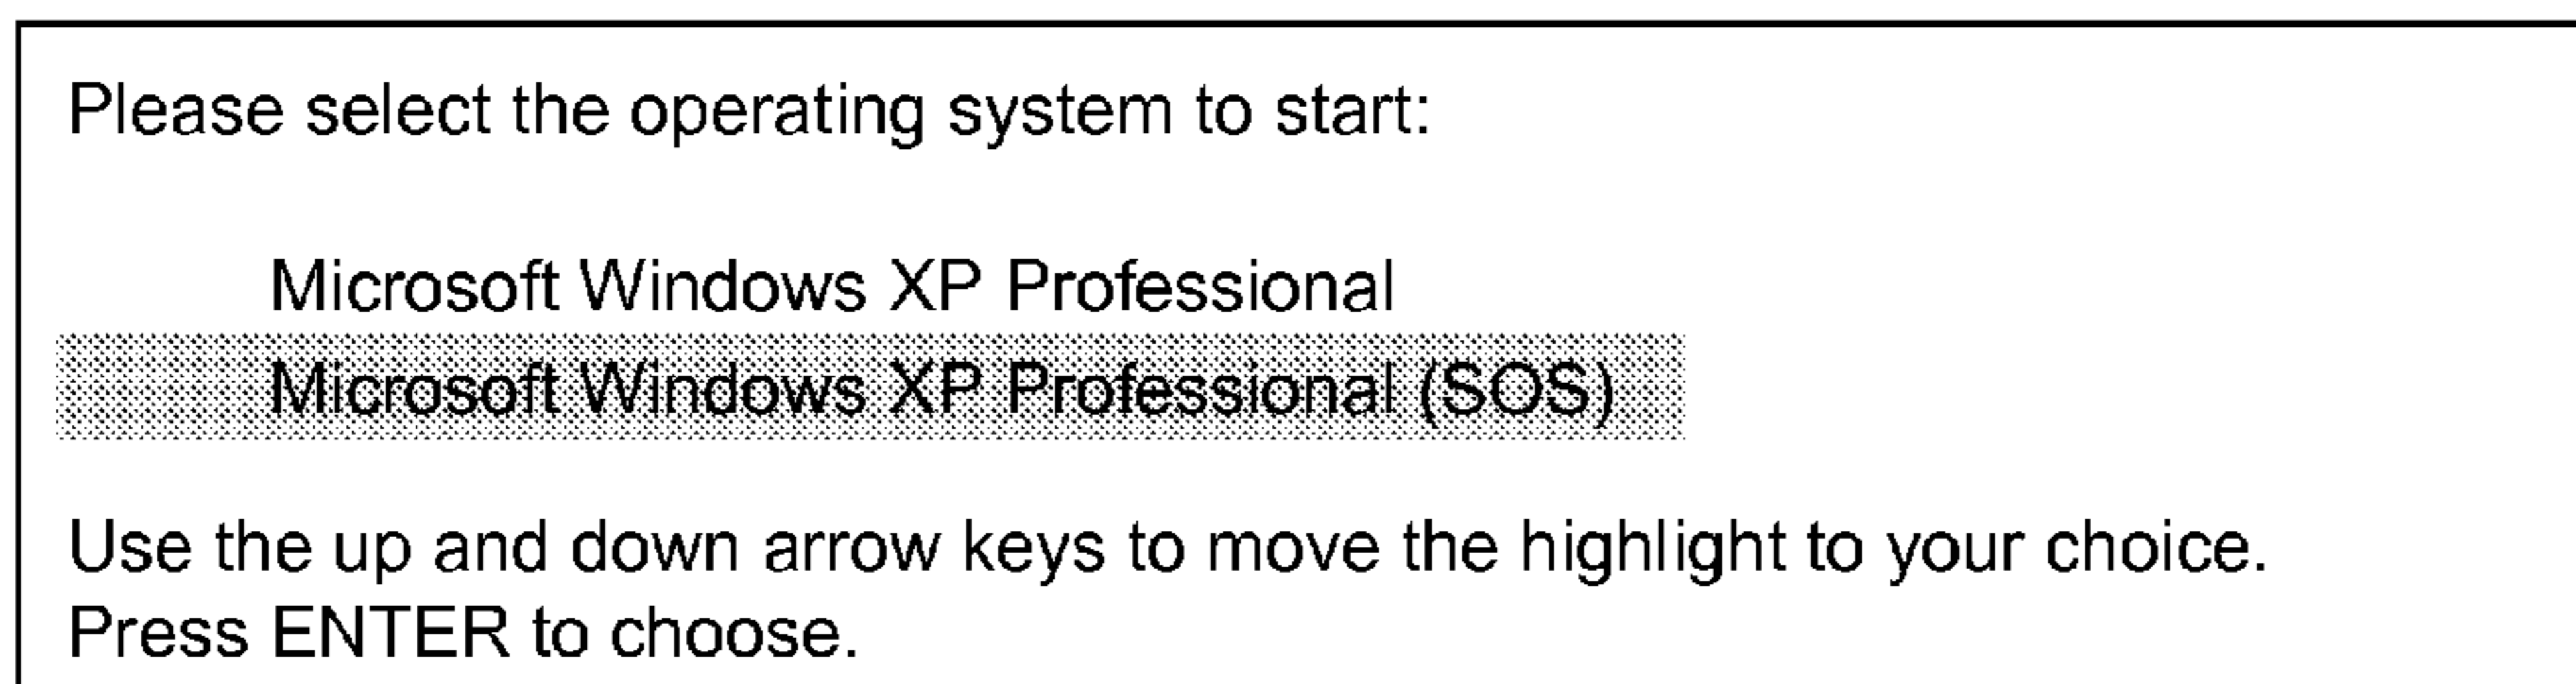 Please select the operating system to start:
Microsoft Windows XP Professional
Microsoft Windows XP Professional (SOS)
Use the up and down arrow keys to move the highlight to your choice.
Press ENTER to choose.